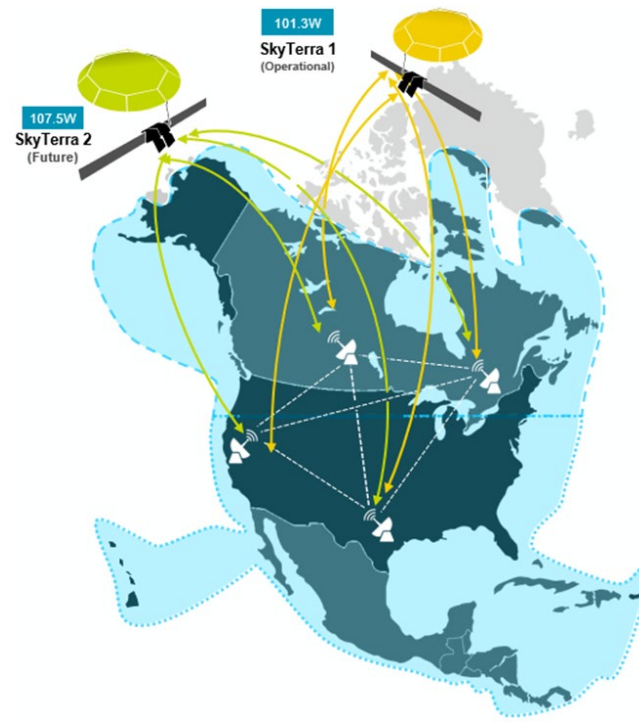 101.3W
SkyTerra 1
(Operational)
107.5W
SkyTerra 2
(Future)